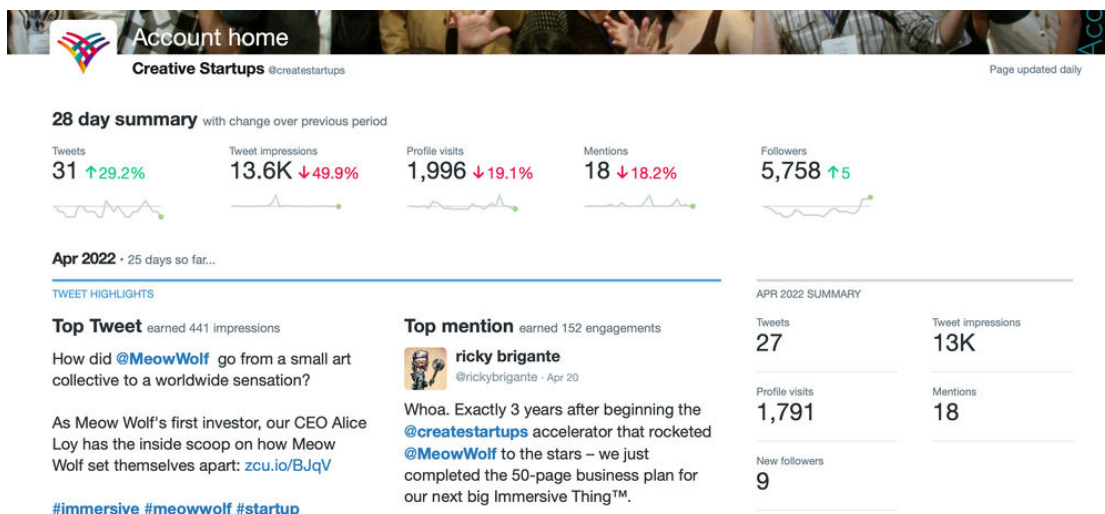 Account home
Creative Startups @createstartups
Page updated daily
28 day summary with change over previous period
Tweets
31 ↑29.2%
Tweet impressions
13.6K ↓49.9%
Profile visits
1,996 ↓19.1%
Mentions
18 ↓18.2%
Followers
5,758 ↑5
Apr 2022 • 25 days so far...
TWEET HIGHLIGHTS
Top Tweet earned 441 impressions
How did @MeowWolf go from a small art
collective to a worldwide sensation?
As Meow Wolf's first investor, our CEO Alice
Loy has the inside scoop on how Meow
Wolf set themselves apart: zcu.io/BJqV
#immersive #meowwolf #startup
Top mention earned 152 engagements
ricky brigante
@rickybrigante · Apr 20
Whoa. Exactly 3 years after beginning the
@createstartups accelerator that rocketed
@MeowWolf to the stars – we just
completed the 50-page business plan for
our next big Immersive Thing™.
APR 2022 SUMMARY
Tweets
27
Tweet impressions
13K
Profile visits
1,791
Mentions
18
New followers
9